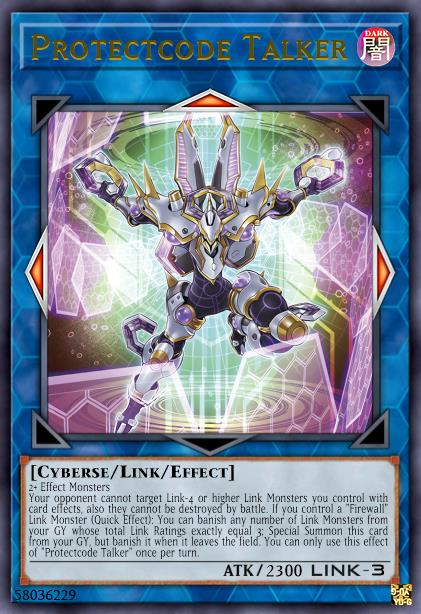 PROTECTCODE TALKER
DARK
闇
[CYBERSE/LINK/EFFECT]
2+ Effect Monsters
Your opponent cannot target Link-4 or higher Link Monsters you control with
card effects, also they cannot be destroyed by battle. If you control a "Firewall"
Link Monster (Quick Effect): You can banish any number of Link Monsters from
your GY whose total Link Ratings exactly equal 3; Special Summon this card
from your GY, but banish it when it leaves the field. You can only use this effect
of "Protectcode Talker" once per turn.
ATK/2300 LINK-3
58036229